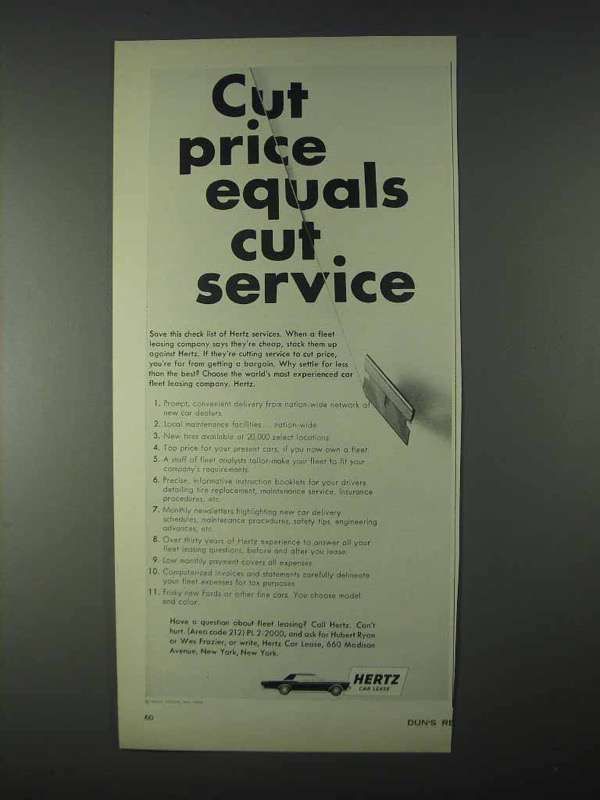 Cut
price
equals
cut
service
Save this check list of Hertz services. When a fleet
leasing company says they're cheap, stack them up
against Hertz. If they're cutting service to cut price,
you're far from getting a bargain. Why settle for less
than the best? Choose the world's most experienced car
fleet leasing company. Hertz.
1. Prompt, convenient delivery from nation-wide network of
new car dealers.
2. Local maintenance facilities... nation-wide
3. New tires available at 20,000 select locations
4. Top price for your present cars, if you now own a fleet
5. A staff of fleet analysts tailor-make your fleet to fit your
company's requirements
6. Precise, informative instruction booklets for your drivers
detailing tire replacement, maintenance service, insurance
procedures, etc.
7. Monthly newsletters highlighting new car delivery
schedules, maintenance procedures, safety tips, engineering
advances, etc.
8. Over thirty years of Hertz experience to answer all your
fleet leasing questions, before and after you lease.
9. Low monthly payment covers all expenses
10. Computerized invoices and statements carefully delineate
your fleet expenses for tax purposes
11. Frisky new Fords or other fine cars. You choose model
and color.
Have a question about fleet leasing? Call Hertz. Can't
hurt. (Area code 212) PL 2-2000, and ask for Hubert Ryan
or Wes Frazier, or write, Hertz Car Lease, 660 Madison
Avenue, New York, New York.
HERTZ
CAR LEASE
60
DUN'S RE